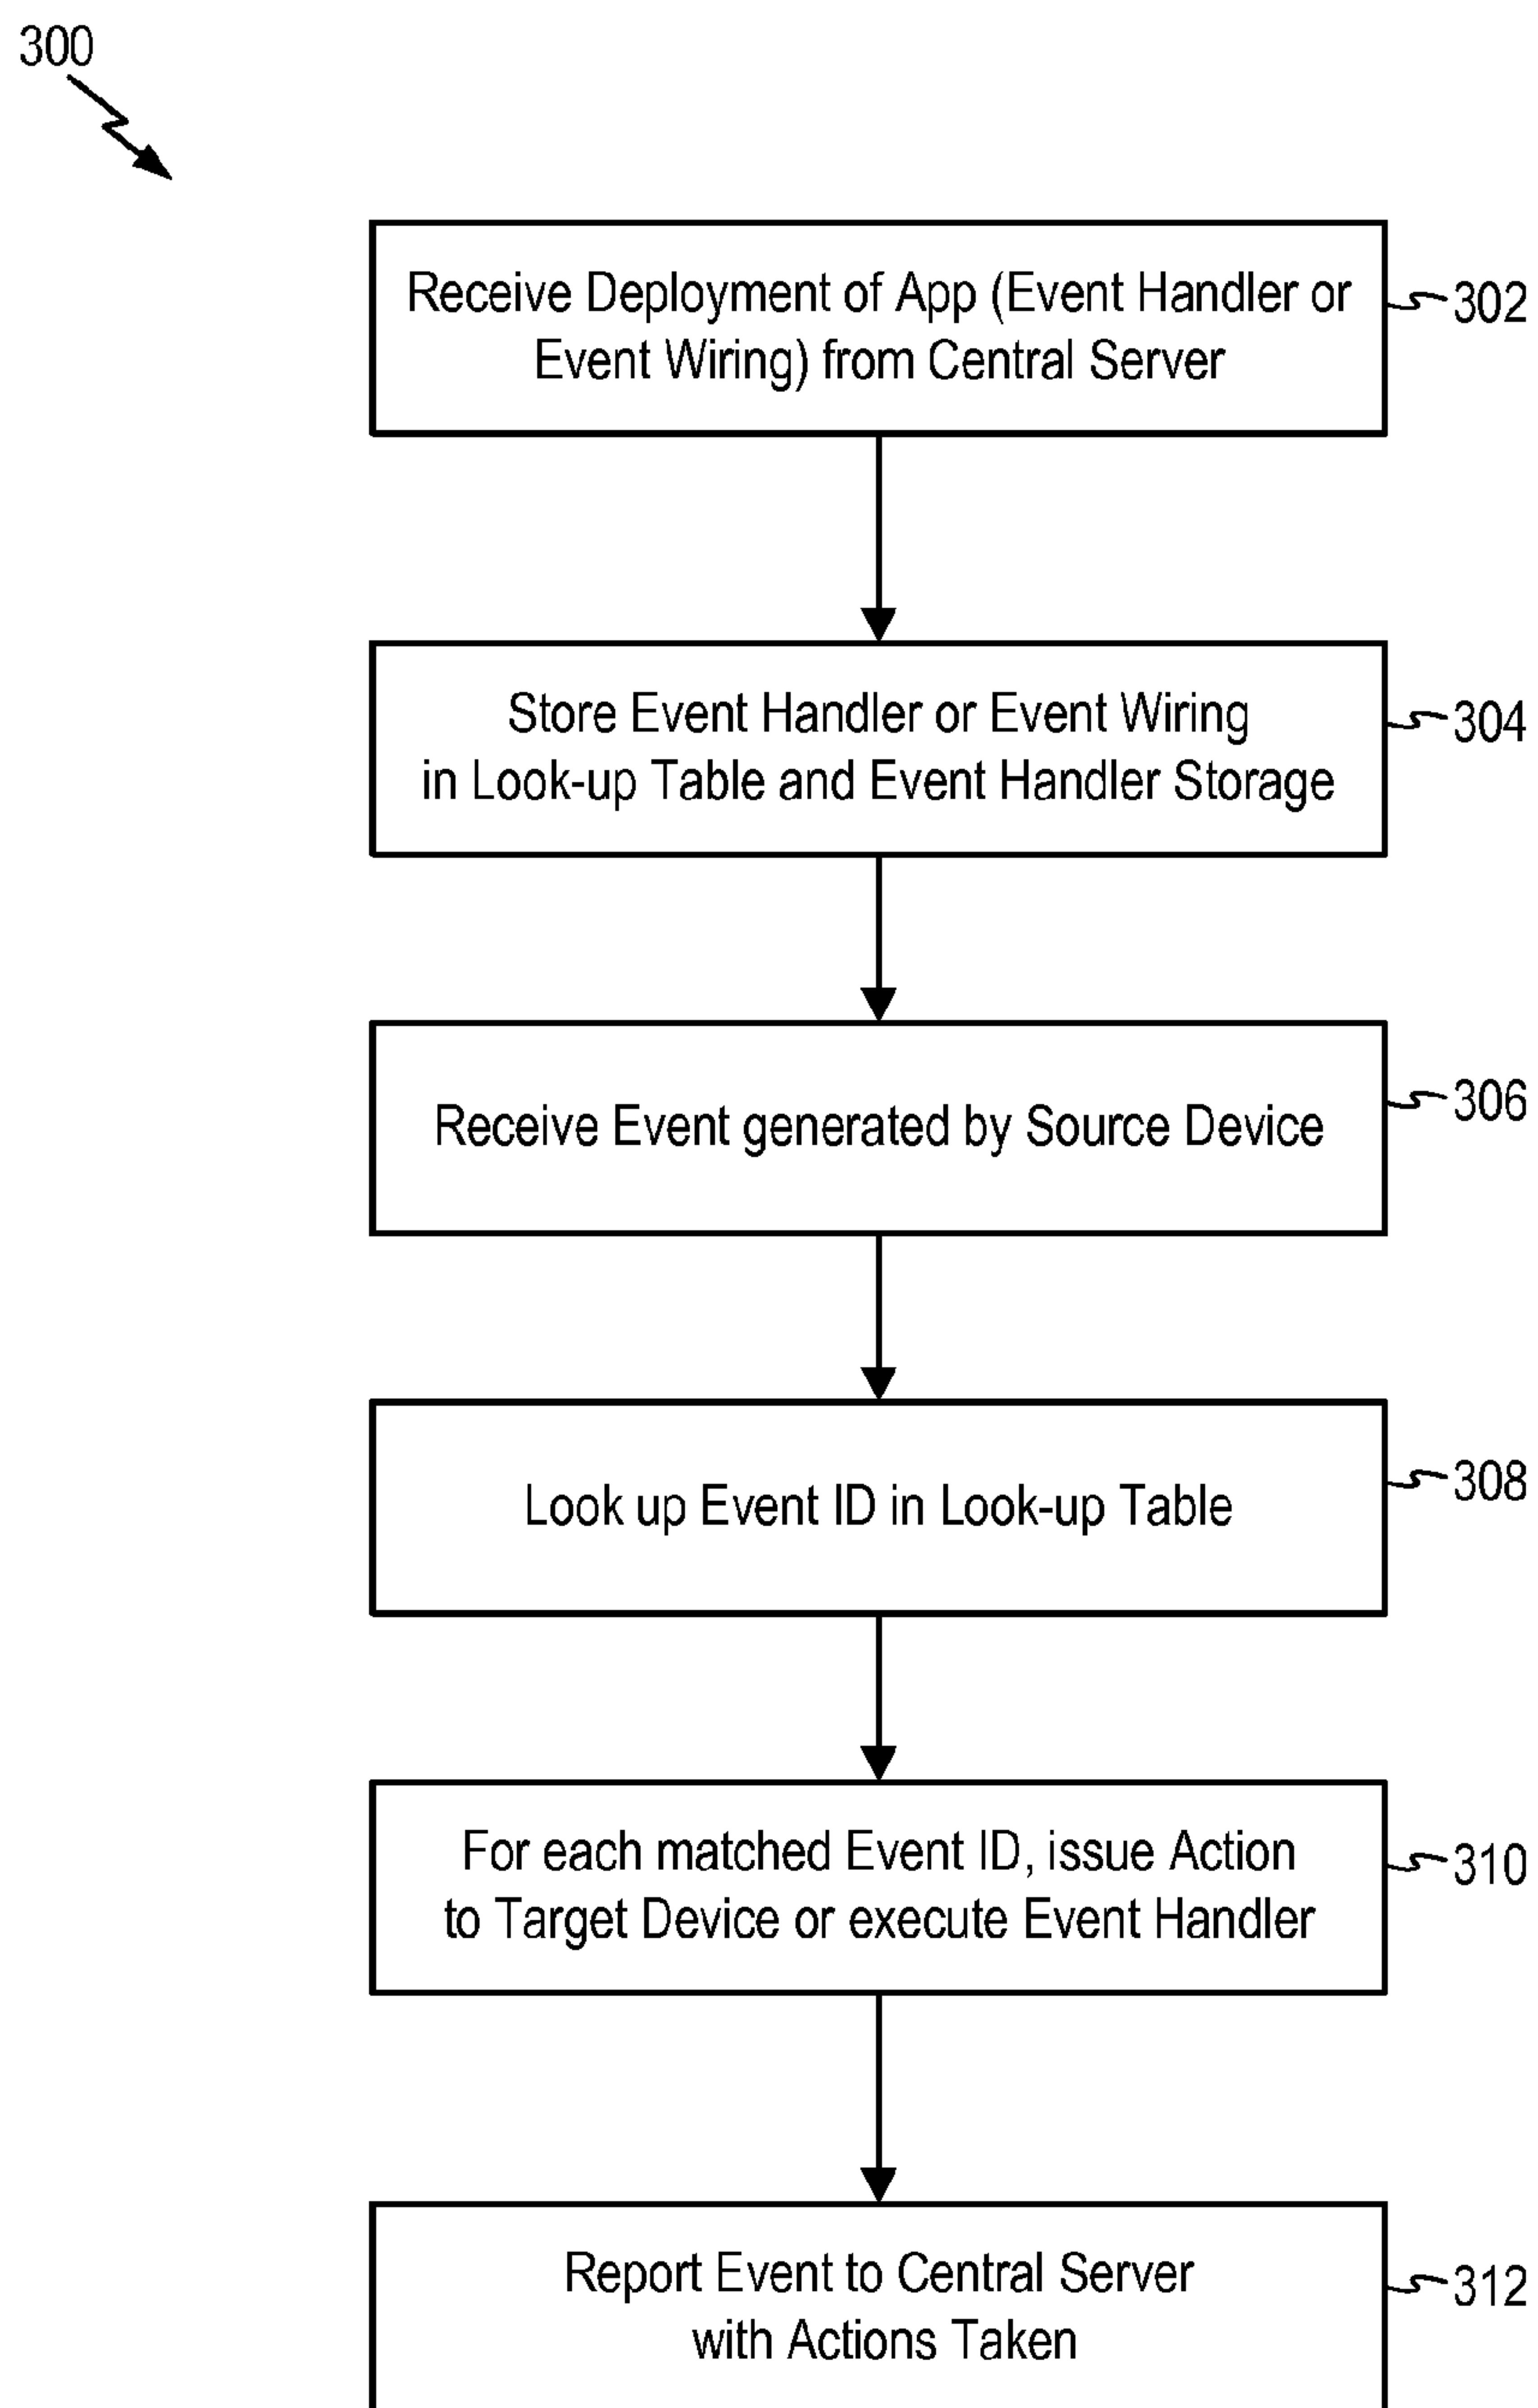 300
Receive Deployment of App (Event Handler or
Event Wiring) from Central Server
302
Store Event Handler or Event Wiring
in Look-up Table and Event Handler Storage
304
Receive Event generated by Source Device
306
Look up Event ID in Look-up Table
308
For each matched Event ID, issue Action
to Target Device or execute Event Handler
310
Report Event to Central Server
with Actions Taken
312